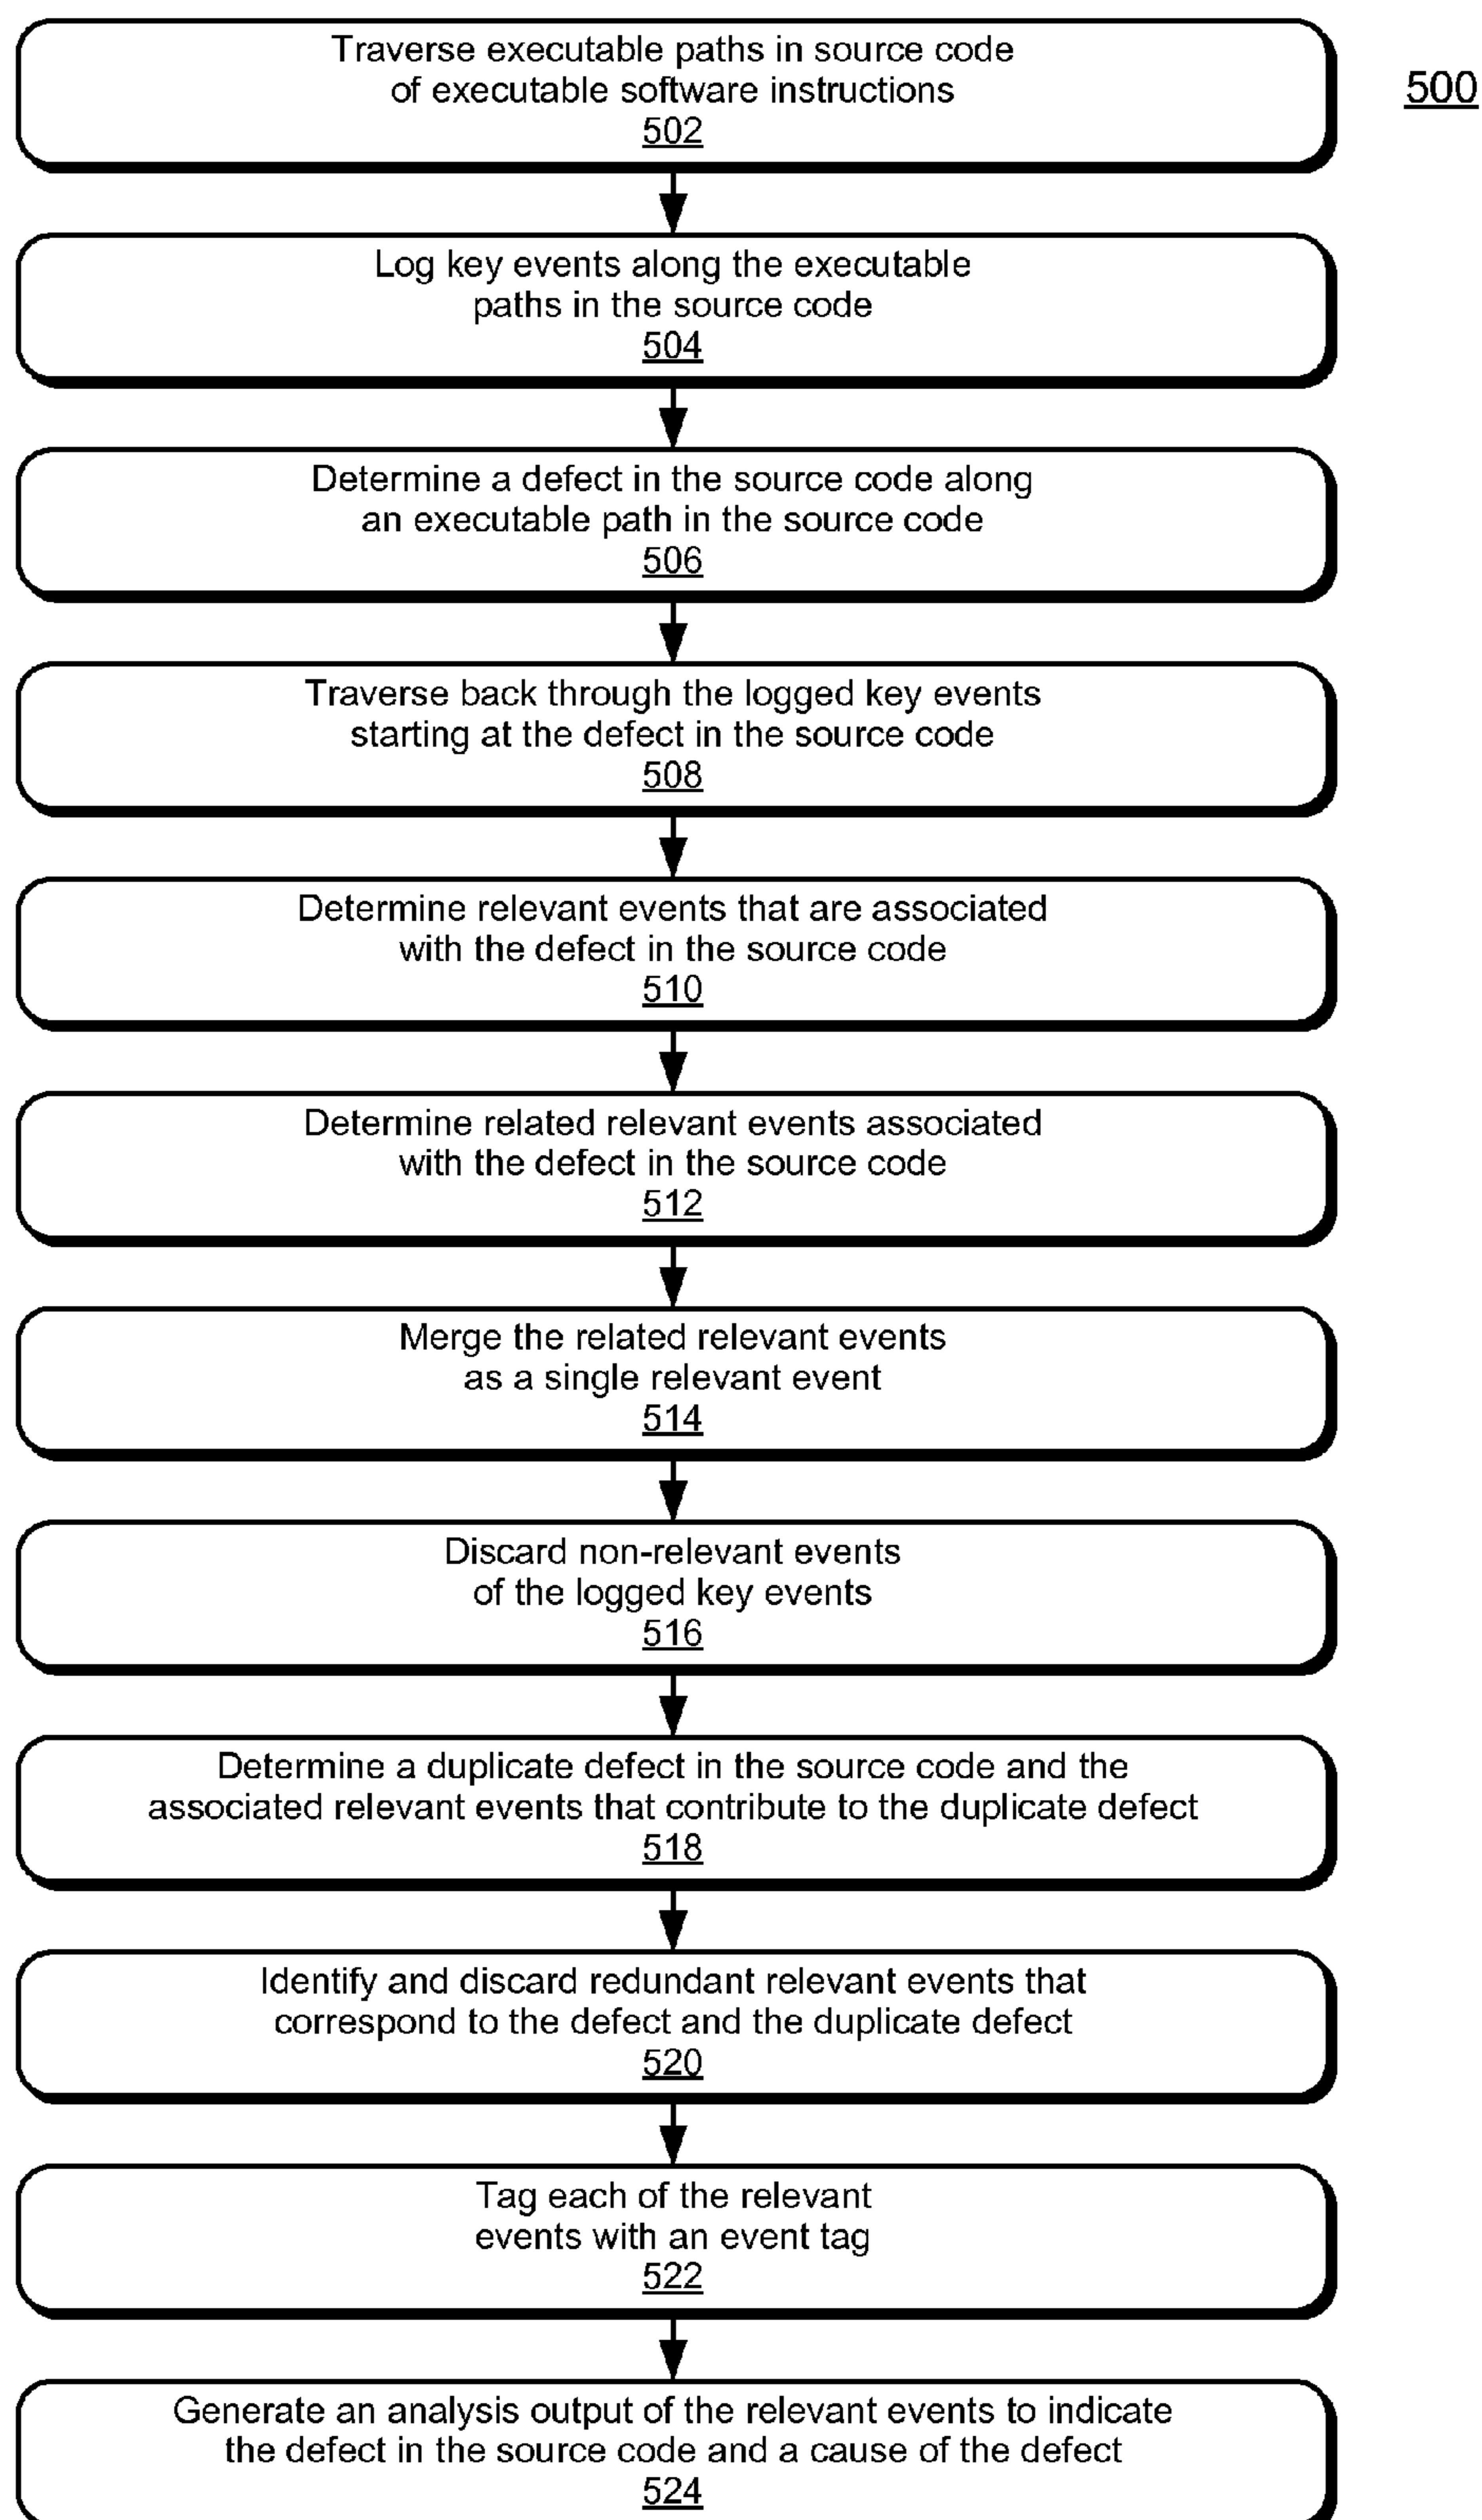 Traverse executable paths in source code
of executable software instructions
502
500
Log key events along the executable
paths in the source code
504
Determine a defect in the source code along
an executable path in the source code
506
Traverse back through the logged key events
starting at the defect in the source code
508
Determine relevant events that are associated
with the defect in the source code
510
Determine related relevant events associated
with the defect in the source code
512
Merge the related relevant events
as a single relevant event
514
Discard non-relevant events
of the logged key events
516
Determine a duplicate defect in the source code and the
associated relevant events that contribute to the duplicate defect
518
Identify and discard redundant relevant events that
correspond to the defect and the duplicate defect
520
Tag each of the relevant
events with an event tag
522
Generate an analysis output of the relevant events to indicate
the defect in the source code and a cause of the defect
524